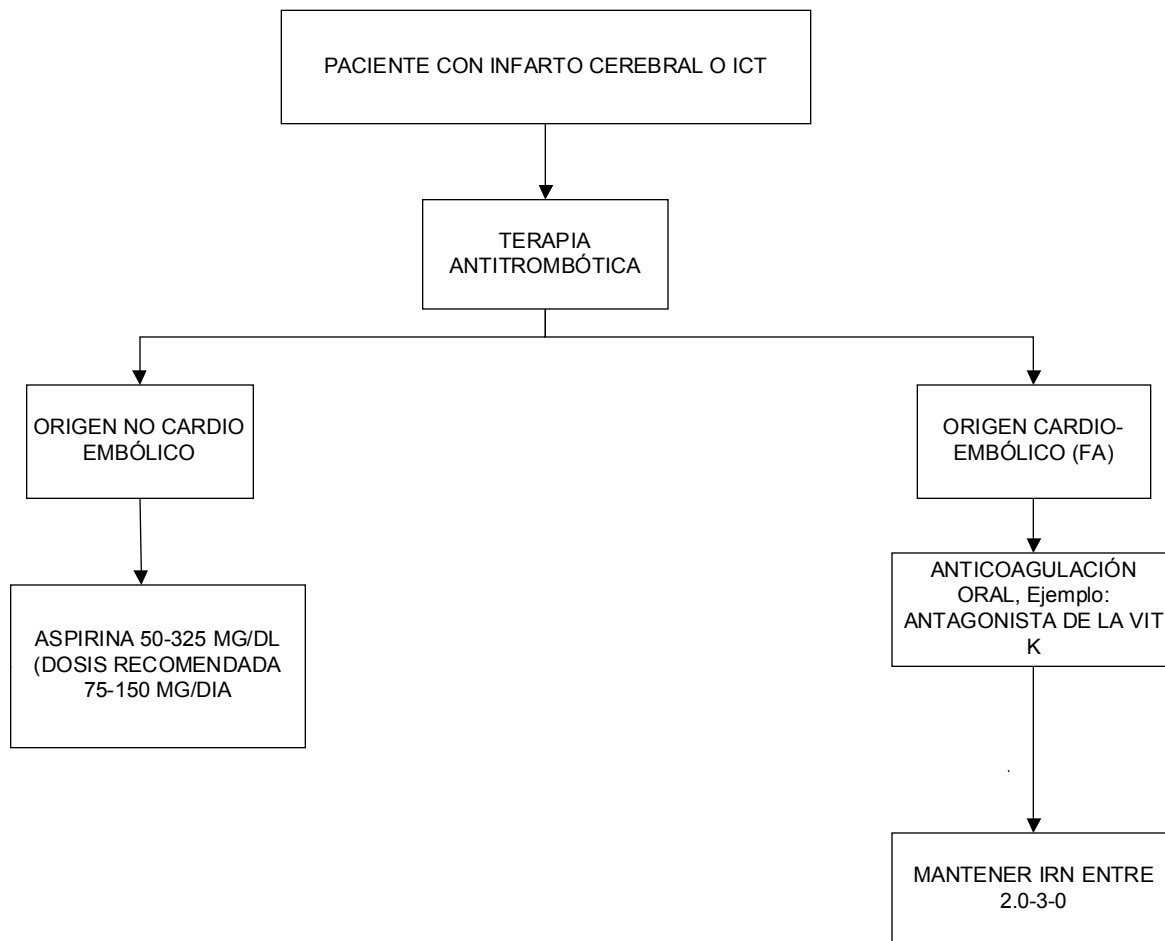 PACIENTE CON INFARTO CEREBRAL O ICT
TERAPIA
ANTITROMBÓTICA
ORIGEN NO CARDIO
EMBÓLICO
ORIGEN CARDIO-
EMBÓLICO (FA)
ASPIRINA 50-325 MG/DL
(DOSIS RECOMENDADA
75-150 MG/DIA
ANTICOAGULACIÓN
ORAL, Ejemplo:
ANTAGONISTA DE LA VIT
K
MANTENER IRN ENTRE
2.0-3-0